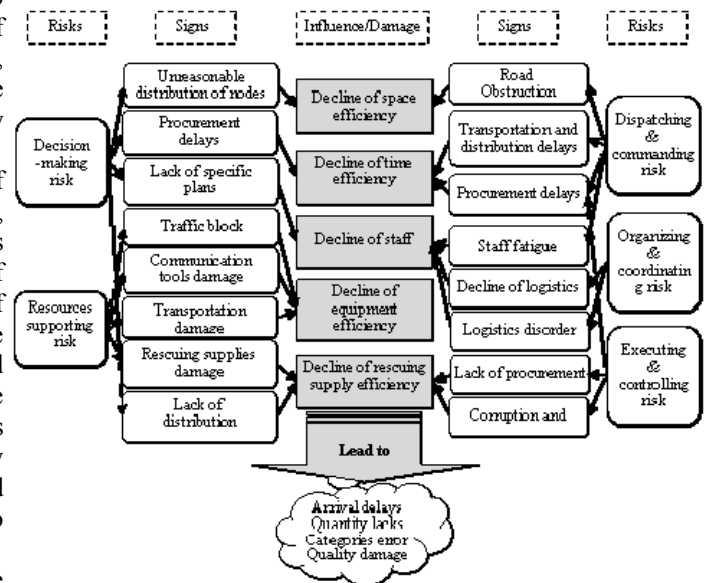 Risks
Signs
Influence/Damage
Signs
Risks
Decision
-making
risk
Resources
supporting
risk
Unreasonable
distribution of nodes
Procurement
delays
Lack of specific
plans
Traffic block
Communication
tools damage
Transportation
damage
Rescuing supplies
damage
Lack of
distribution
Decline of space
efficiency
Decline of time
efficiency
Decline of staff
Decline of
equipment
efficiency
Decline of rescuing
supply efficiency
Road
Obstruction
Transportation and
distribution delays
Procurement delays
Staff fatigue
Decline of logistics
Logistics disorder
Lack of procurement
Corruption and
Dispatching
&
commanding
risk
Organizing
&
coordinatin
g risk
Executing
&
controlling
risk
Lead to
Arrival delays
Quantity lacks
Categories error
Quality damage